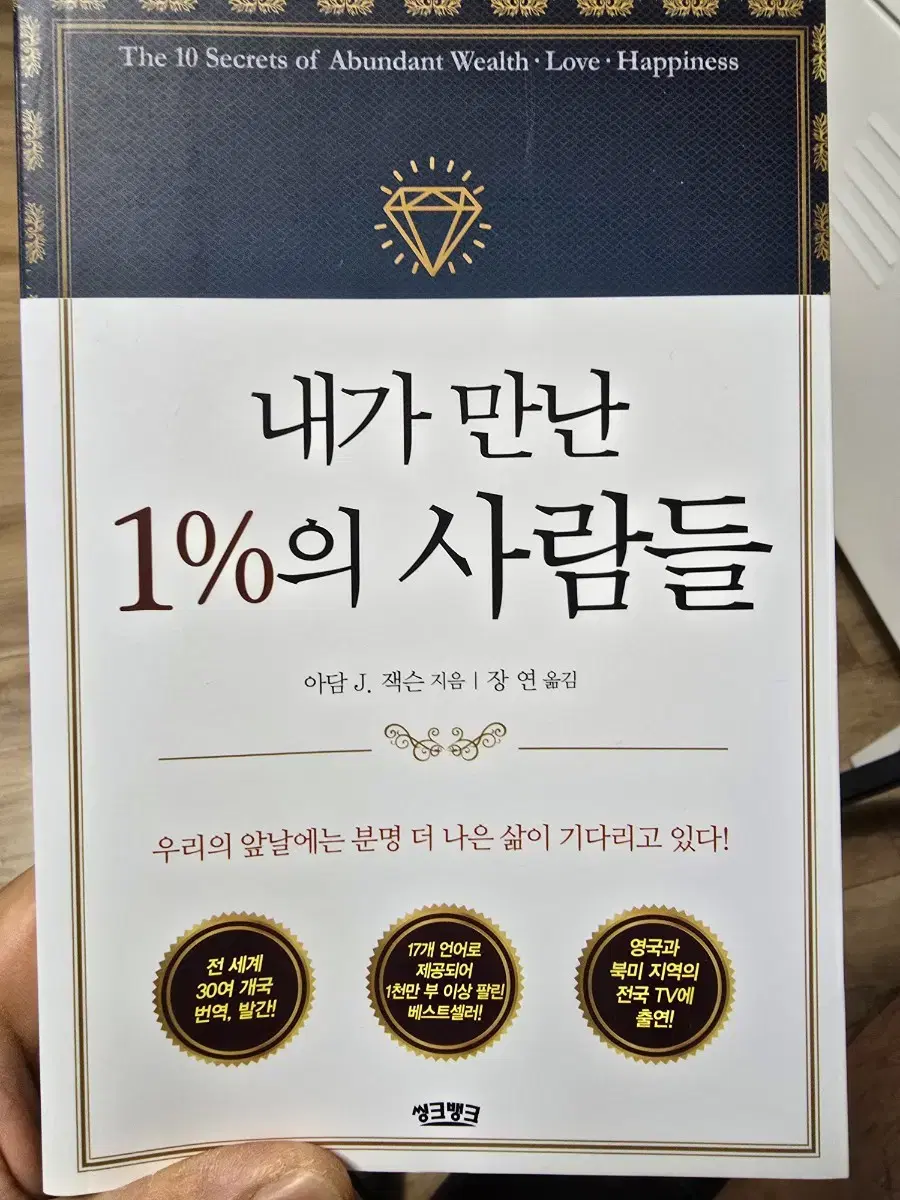 The 10 Secrets of Abundant Wealth · Love · Happiness
내가 만난
1%의 사람들
아담 J. 잭슨 지음 | 장 연 옮김
우리의 앞날에는 분명 더 나은 삶이 기다리고 있다!
전 세계
30여 개국
번역, 발간!
17개 언어로
제공되어
1천만 부 이상 팔린
베스트셀러!
영국과
북미 지역의
전국 TV에
출연!
씽크뱅크